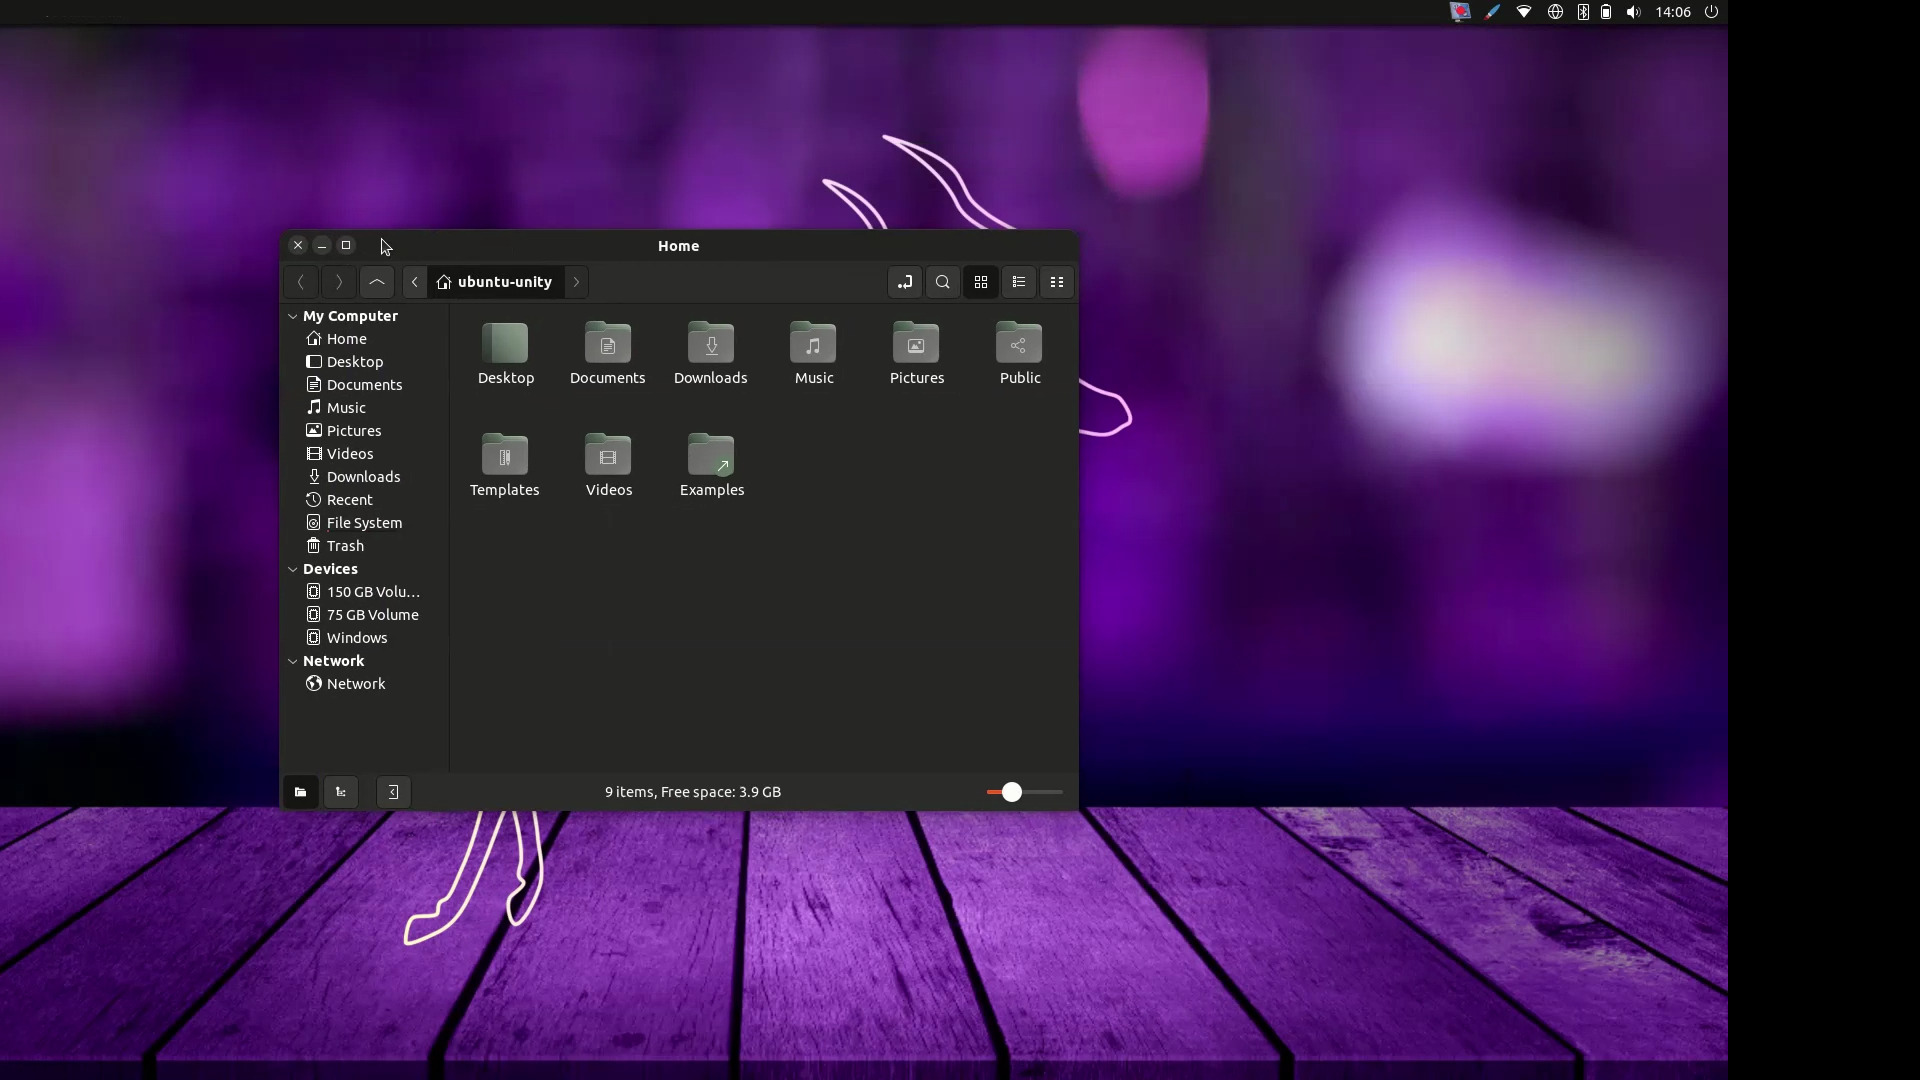 14:06
Home
ubuntu-unity
My Computer
Home
Desktop
Documents
Music
Pictures
Videos
Downloads
Recent
File System
Trash
Devices
150 GB Volu...
75 GB Volume
Windows
Network
Network
Desktop
Documents
Downloads
Music
Pictures
Public
Templates
Videos
Examples
9 items, Free space: 3.9 GB